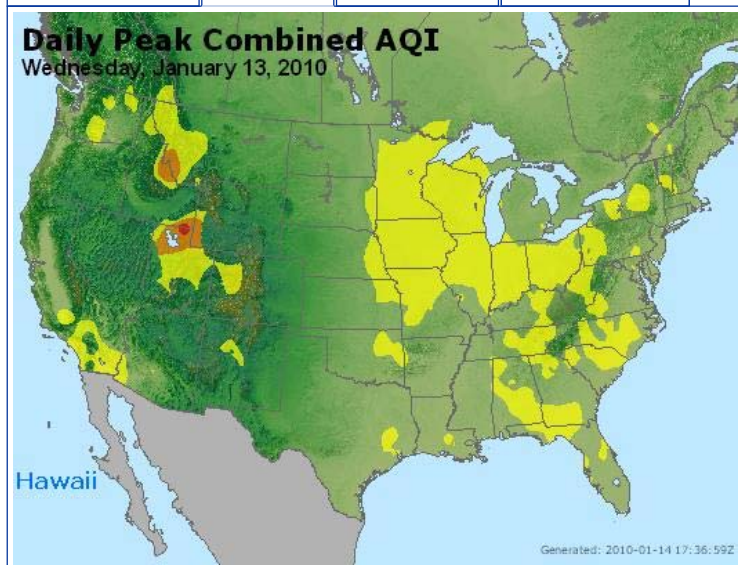 Daily Peak Combined AQI
Wednesday, January 13, 2010
Hawaii
Generated: 2010-01-14 17:36:59Z